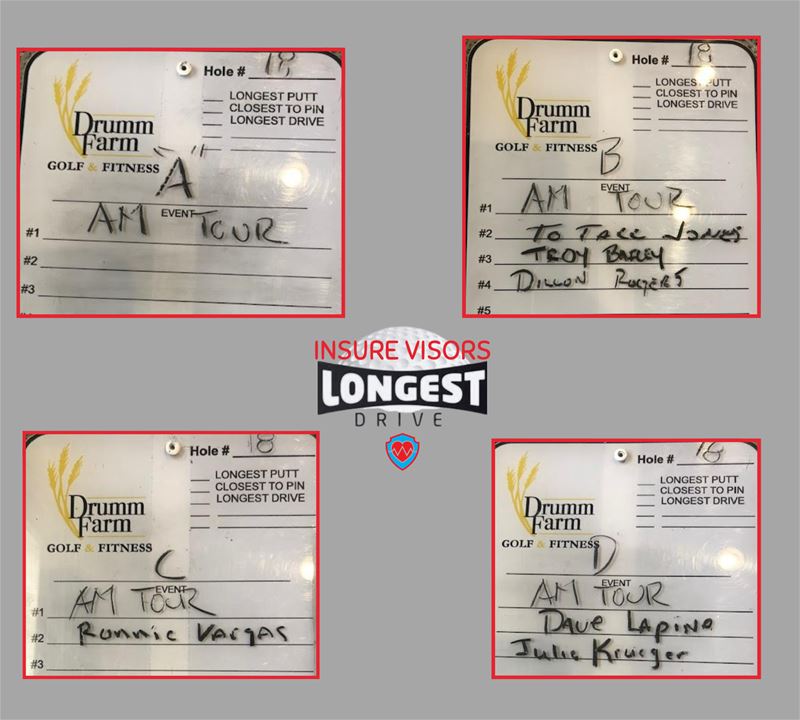 Hole # 18
LONGEST PUTT
CLOSEST TO PIN
LONGEST DRIVE
Drumm
Farm
GOLF & FITNESS
"A"
EVENT
#1 AM TOUR
#2
#3
Hole # 18
LONGEST PUTT
CLOSEST TO PIN
LONGEST DRIVE
Drumm
Farm
GOLF & FITNESS
B
EVENT
#1 AM TOUR
#2 TO TALL JONES
#3 TROY BAILEY
#4 DILLON ROGERS
#5
INSURE VISORS
LONGEST
DRIVE
Hole # 18
LONGEST PUTT
CLOSEST TO PIN
LONGEST DRIVE
Drumm
Farm
GOLF & FITNESS
C
EVENT
#1 AM TOUR
#2 Ronnie Vargas
#3
Hole # 18
LONGEST PUTT
CLOSEST TO PIN
LONGEST DRIVE
Drumm
Farm
GOLF & FITNESS
D
EVENT
AM TOUR
Dave Lapina
Julie Krueger